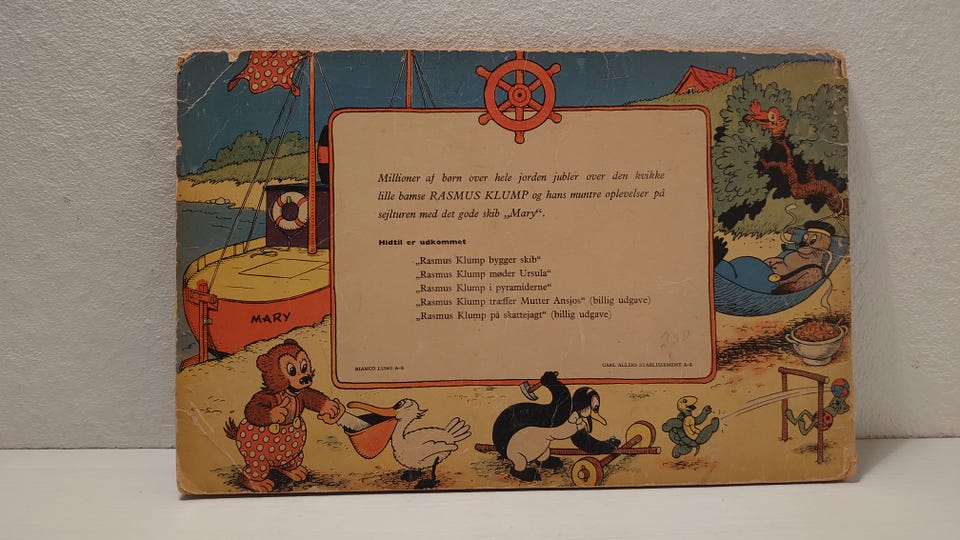 Millioner af børn over hele jorden jubler over den kvikke
lille bamse RASMUS KLUMP og hans muntre oplevelser på
sejlturen med det gode skib „Mary“.
Hidtil er udkommet
„Rasmus Klump bygger skib“
„Rasmus Klump møder Ursula“
„Rasmus Klump i pyramiderne“
„Rasmus Klump træffer Mutter Ansjos“ (billig udgave)
„Rasmus Klump på skattejagt“ (billig udgave)
BIANCO LUNO A-S
CARL ALLERS ETABLISSEMENT A-S
MARY